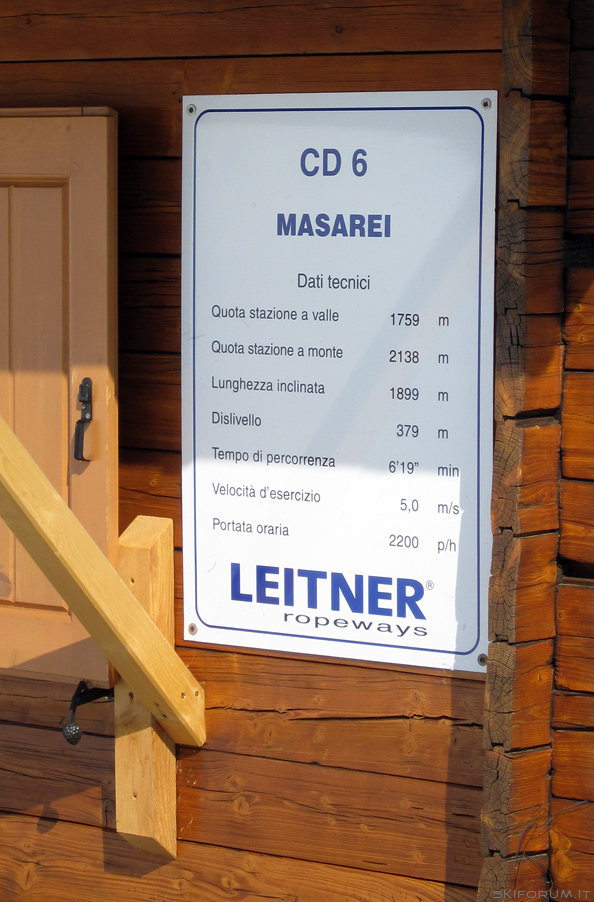 CD 6
MASAREI
Dati tecnici
Quota stazione a valle 1759 m
Quota stazione a monte 2138 m
Lunghezza inclinata 1899 m
Dislivello 379 m
Tempo di percorrenza 6'19" min
Velocità d'esercizio 5,0 m/s
Portata oraria 2200 p/h
LEITNER®
ropeways
SKIFORUM.IT